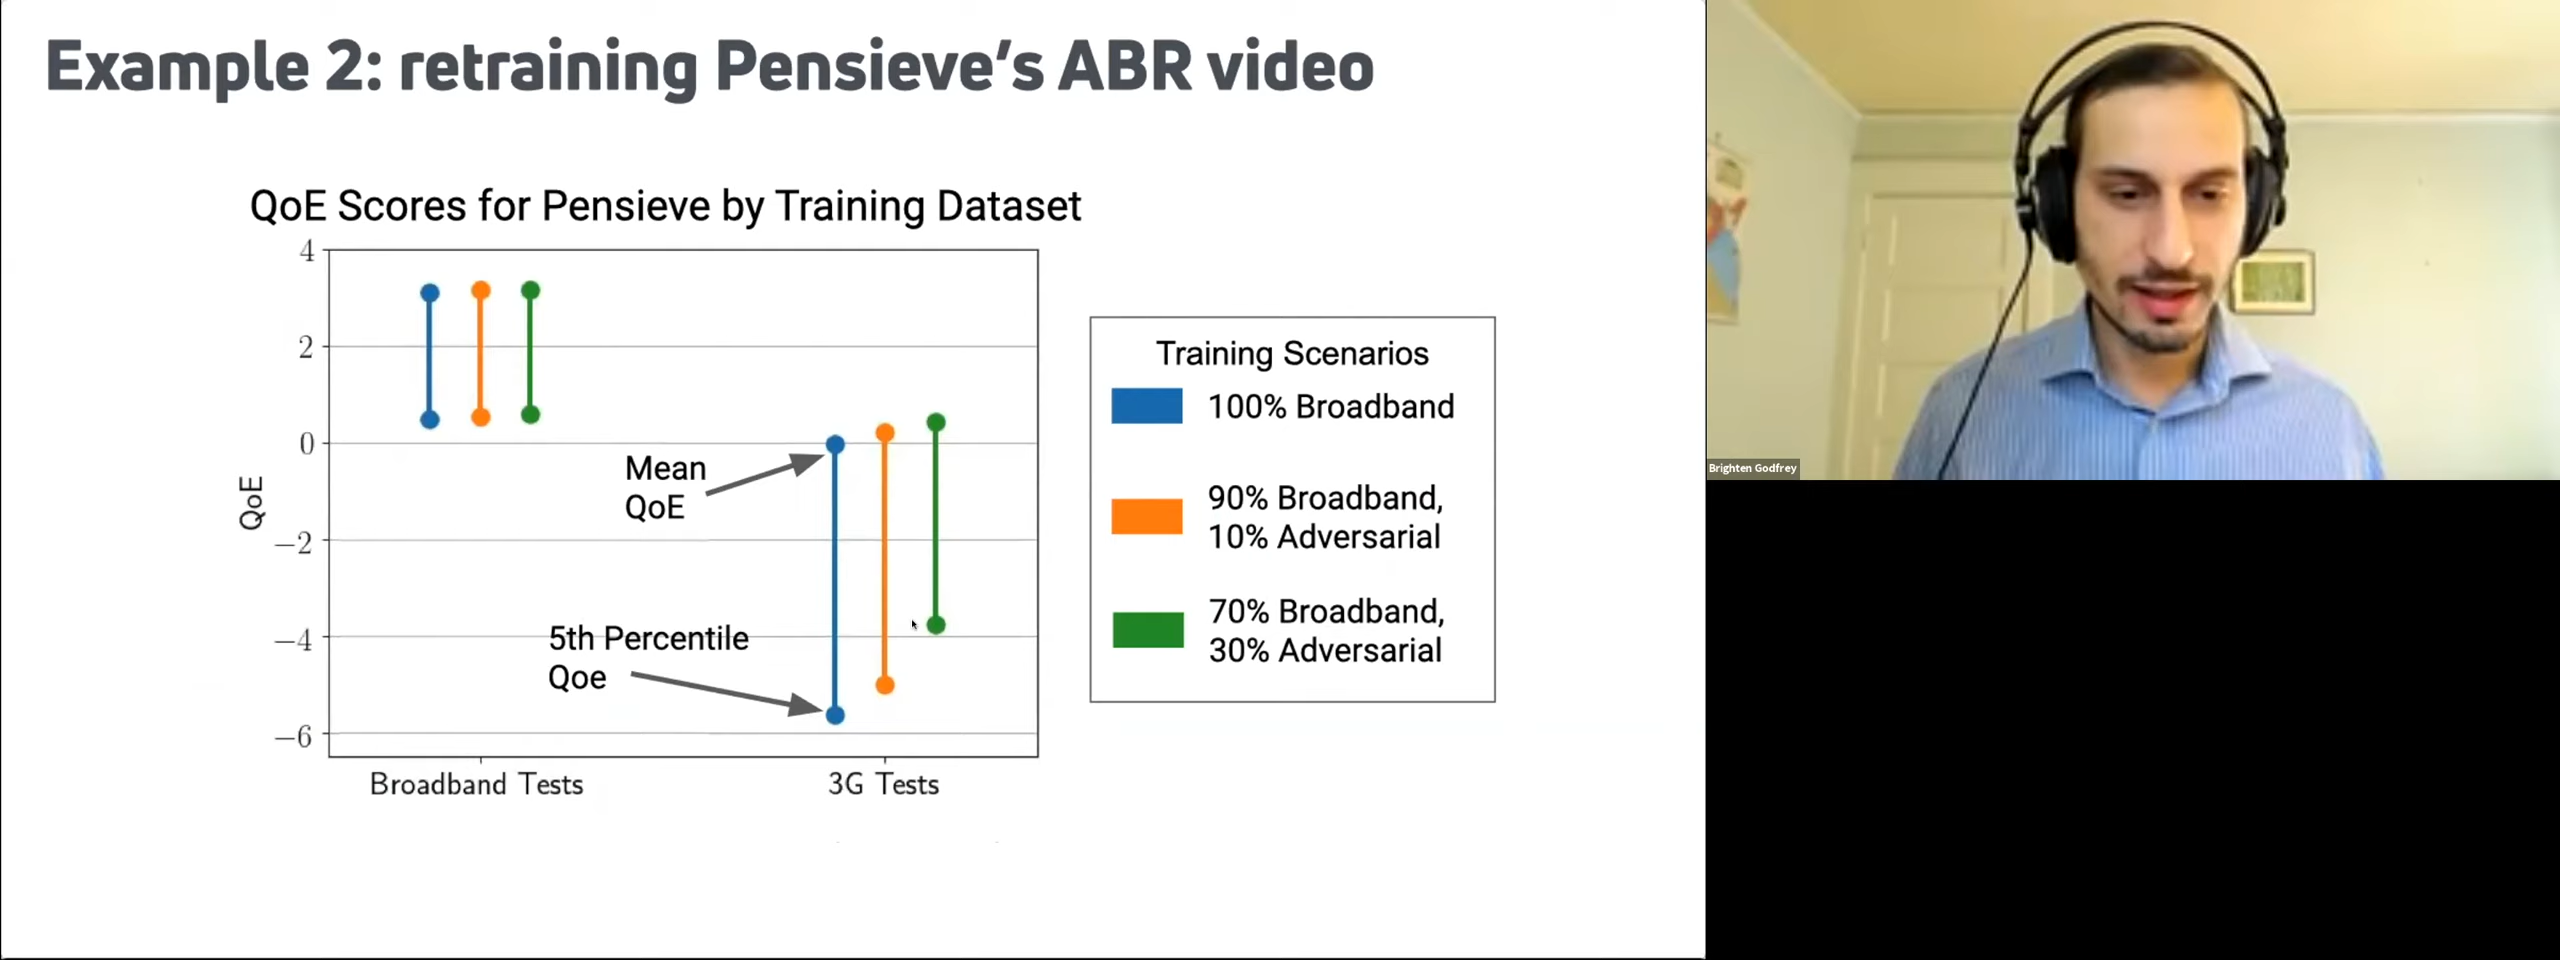 Example 2: retraining Pensieve’s ABR video
QoE Scores for Pensieve by Training Dataset
4
2
0
−2
−4
−6
QoE
Mean
QoE
5th Percentile
Qoe
Broadband Tests
3G Tests
Training Scenarios
100% Broadband
90% Broadband,
10% Adversarial
70% Broadband,
30% Adversarial
Brighten Godfrey